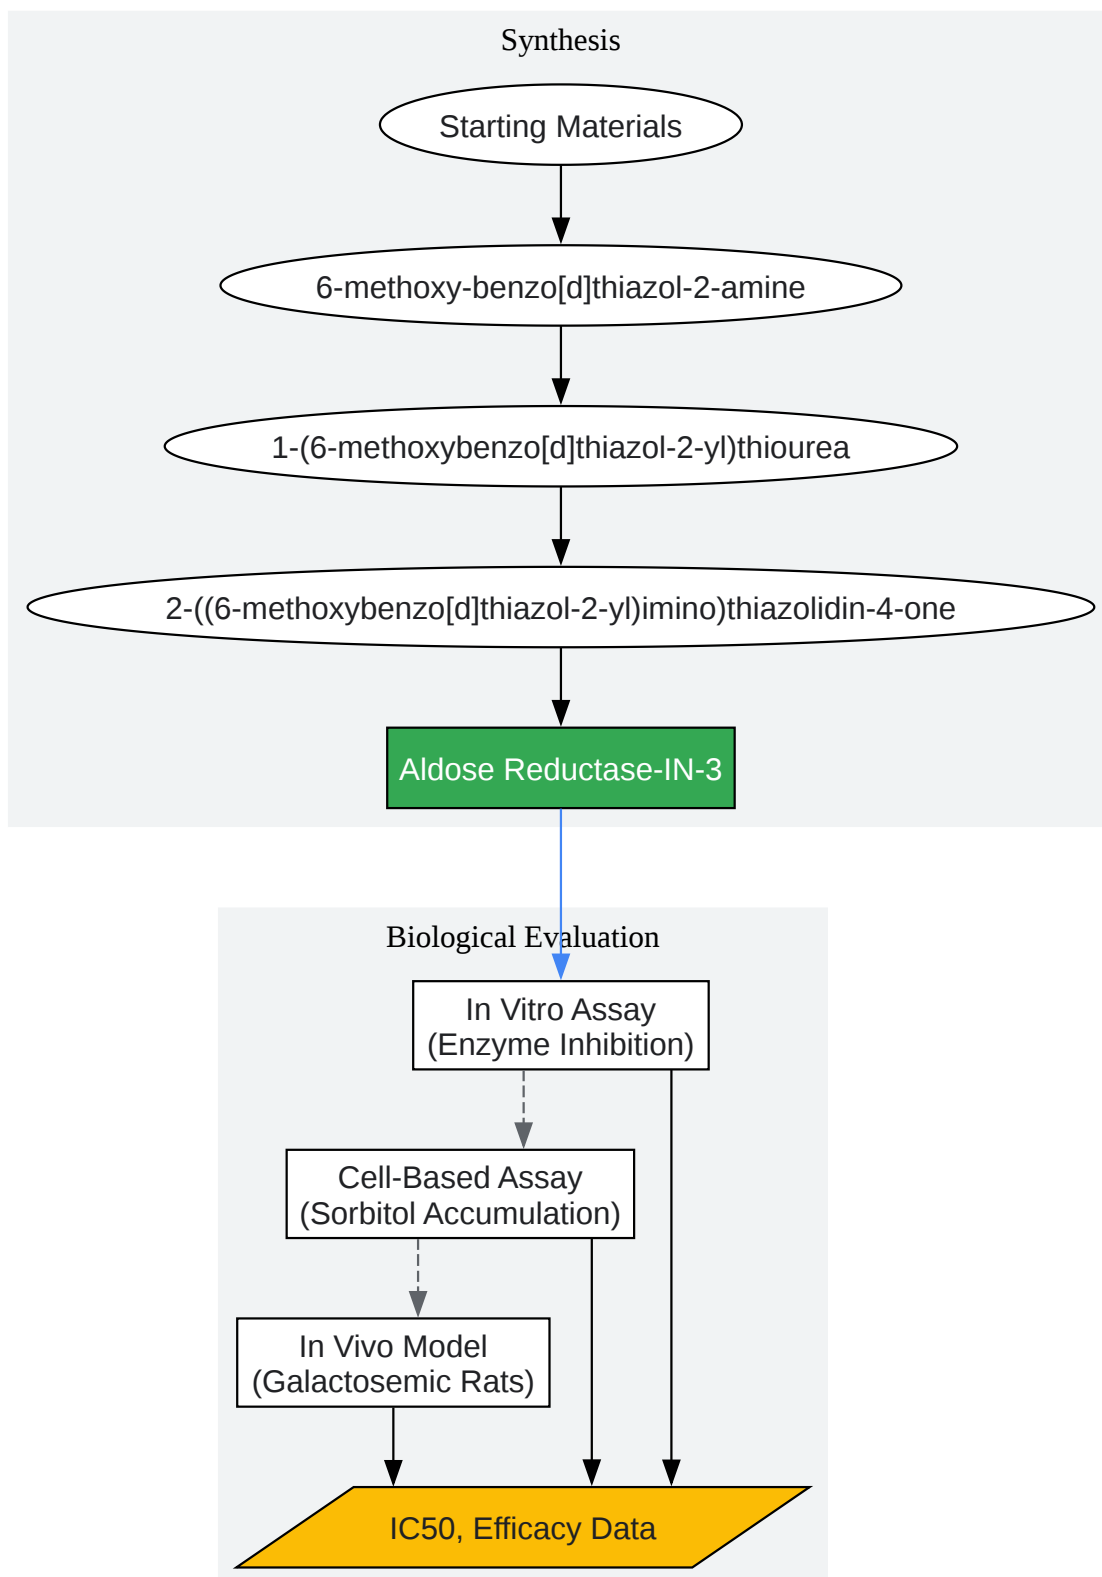 Synthesis
Starting Materials
6-methoxy-benzo[d]thiazol-2-amine
1-(6-methoxybenzo[d]thiazol-2-yl)thiourea
2-((6-methoxybenzo[d]thiazol-2-yl)imino)thiazolidin-4-one
Aldose Reductase-IN-3
Biological Evaluation
In Vitro Assay
(Enzyme Inhibition)
Cell-Based Assay
(Sorbitol Accumulation)
In Vivo Model
(Galactosemic Rats)
IC50, Efficacy Data